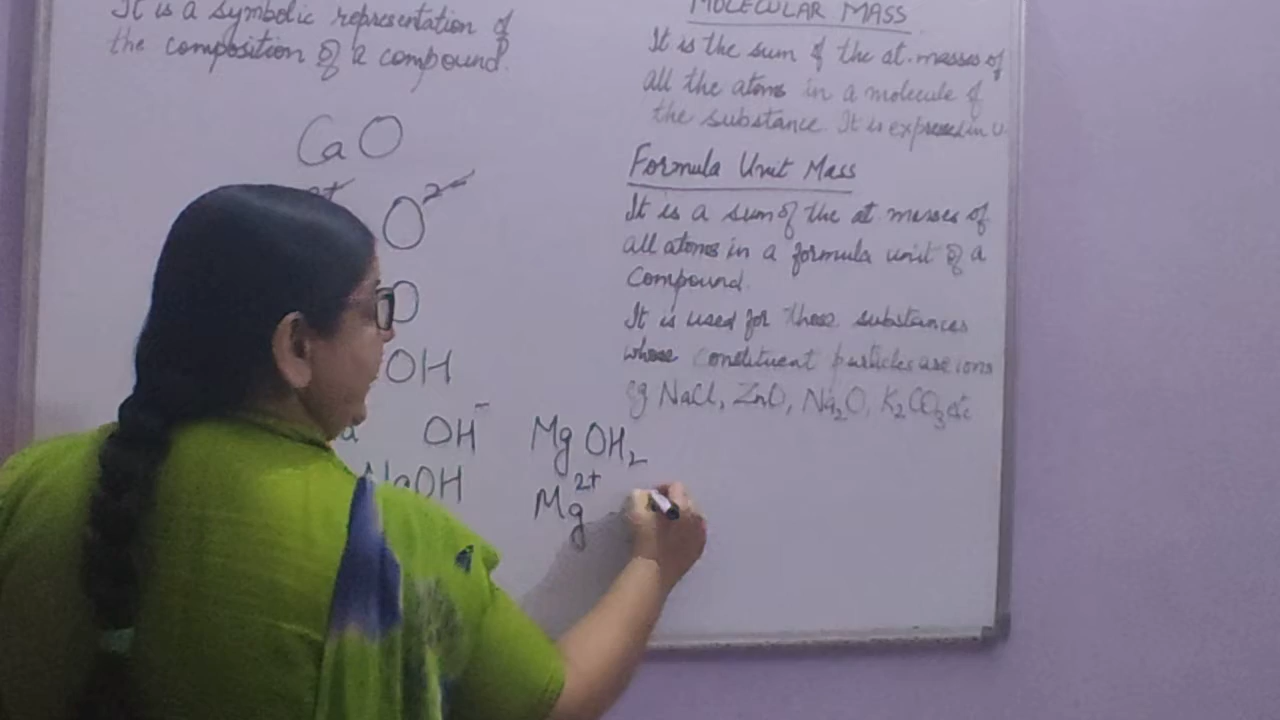 It is a symbolic representation of
the composition of a compound.
CaO
2+ O2-
O
OH
a OH- MgOH2
NaOH Mg2+
MOLECULAR MASS
It is the sum of the at. masses of
all the atoms in a molecule of
the substance. It is expressed in u
Formula Unit Mass
It is a sum of the at. masses of
all atoms in a formula unit of a
Compound.
It is used for those substances
whose constituent particles are ions
eg NaCl, ZnO, Na2O, K2CO3 etc